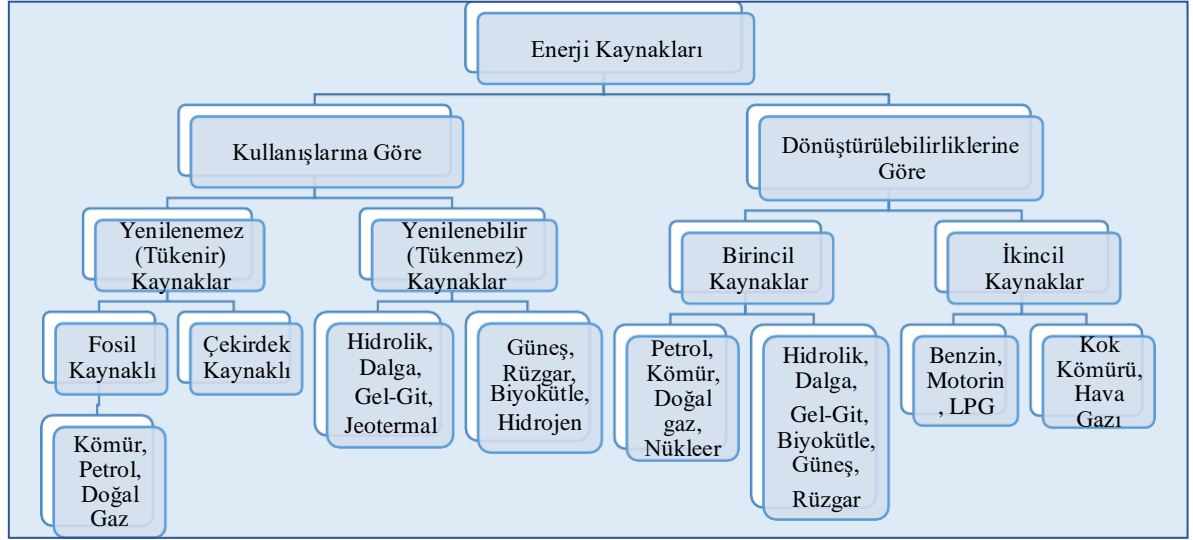 Enerji Kaynakları
Kullanışlarına Göre
Dönüştürülebilirliklerine
Göre
Yenilenemez
(Tükenir)
Kaynaklar
Yenilenebilir
(Tükenmez)
Kaynaklar
Birincil
Kaynaklar
İkincil
Kaynaklar
Fosil
Kaynaklı
Çekirdek
Kaynaklı
Hidrolik,
Dalga,
Gel-Git,
Jeotermal
Güneş,
Rüzgar,
Biyokütle,
Hidrojen
Petrol,
Kömür,
Doğal
gaz,
Nükleer
Hidrolik,
Dalga,
Gel-Git,
Biyokütle,
Güneş,
Rüzgar
Benzin,
Motorin
, LPG
Kok
Kömürü,
Hava
Gazı
Kömür,
Petrol,
Doğal
Gaz